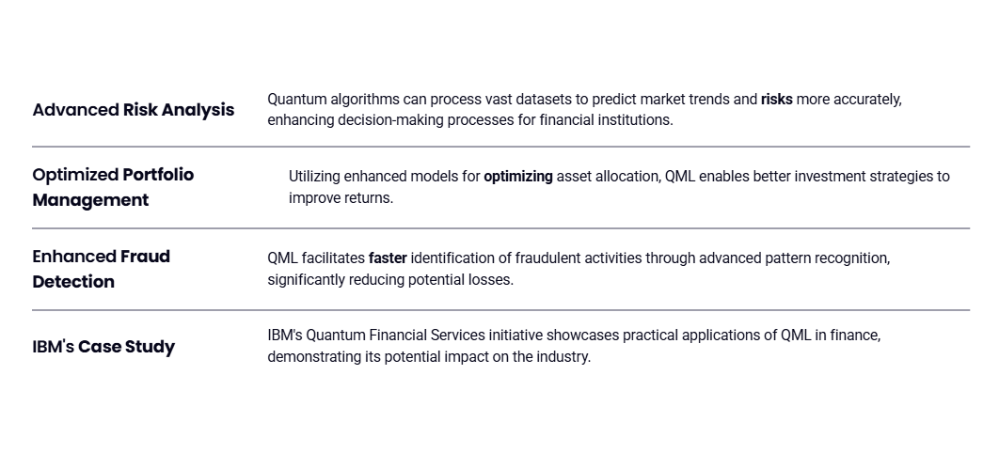 Advanced Risk Analysis
Quantum algorithms can process vast datasets to predict market trends and risks more accurately,
enhancing decision-making processes for financial institutions.
Optimized Portfolio
Management
Utilizing enhanced models for optimizing asset allocation, QML enables better investment strategies to
improve returns.
Enhanced Fraud
Detection
QML facilitates faster identification of fraudulent activities through advanced pattern recognition,
significantly reducing potential losses.
IBM's Case Study
IBM's Quantum Financial Services initiative showcases practical applications of QML in finance,
demonstrating its potential impact on the industry.